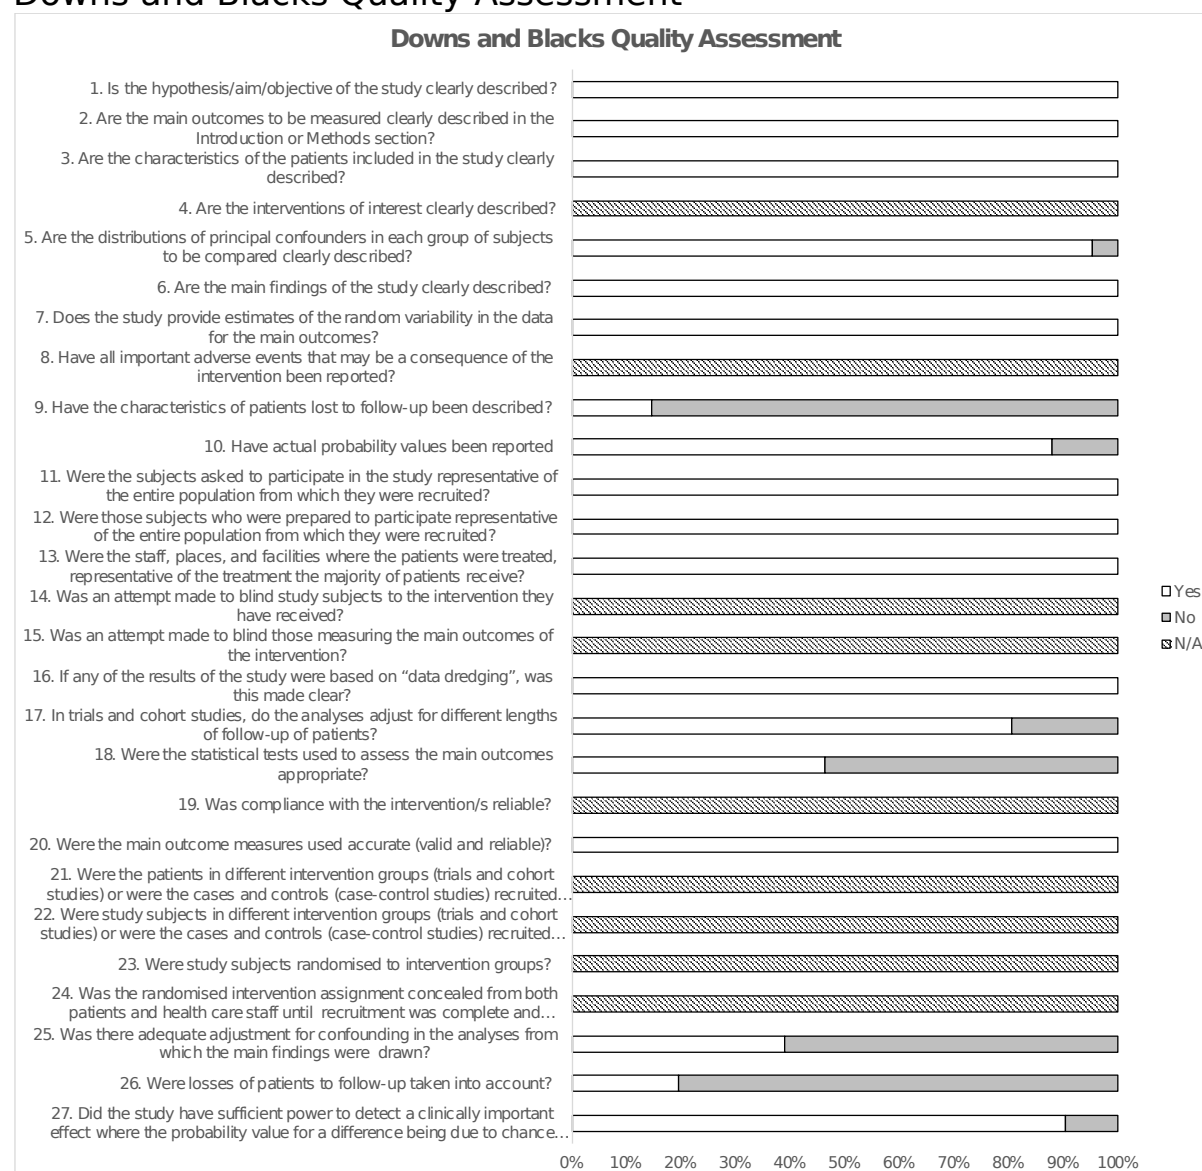 Downs and Blacks Quality Assessment
Downs and Blacks Quality Assessment
1. Is the hypothesis/aim/objective of the study clearly described?
2. Are the main outcomes to be measured clearly described in the
Introduction or Methods section?
3. Are the characteristics of the patients included in the study clearly
described?
4. Are the interventions of interest clearly described?
5. Are the distributions of principal confounders in each group of subjects
to be compared clearly described?
6. Are the main findings of the study clearly described?
7. Does the study provide estimates of the random variability in the data
for the main outcomes?
8. Have all important adverse events that may be a consequence of the
intervention been reported?
9. Have the characteristics of patients lost to follow-up been described?
10. Have actual probability values been reported
11. Were the subjects asked to participate in the study representative of
the entire population from which they were recruited?
12. Were those subjects who were prepared to participate representative
of the entire population from which they were recruited?
13. Were the staff, places, and facilities where the patients were treated,
representative of the treatment the majority of patients receive?
14. Was an attempt made to blind study subjects to the intervention they
have received?
15. Was an attempt made to blind those measuring the main outcomes of
the intervention?
16. If any of the results of the study were based on “data dredging”, was
this made clear?
17. In trials and cohort studies, do the analyses adjust for different lengths
of follow-up of patients?
18. Were the statistical tests used to assess the main outcomes
appropriate?
19. Was compliance with the intervention/s reliable?
20. Were the main outcome measures used accurate (valid and reliable)?
21. Were the patients in different intervention groups (trials and cohort
studies) or were the cases and controls (case-control studies) recruited…
22. Were study subjects in different intervention groups (trials and cohort
studies) or were the cases and controls (case-control studies) recruited…
23. Were study subjects randomised to intervention groups?
24. Was the randomised intervention assignment concealed from both
patients and health care staff until recruitment was complete and…
25. Was there adequate adjustment for confounding in the analyses from
which the main findings were drawn?
26. Were losses of patients to follow-up taken into account?
27. Did the study have sufficient power to detect a clinically important
effect where the probability value for a difference being due to chance…
0% 10% 20% 30% 40% 50% 60% 70% 80% 90% 100%
Yes
No
N/A